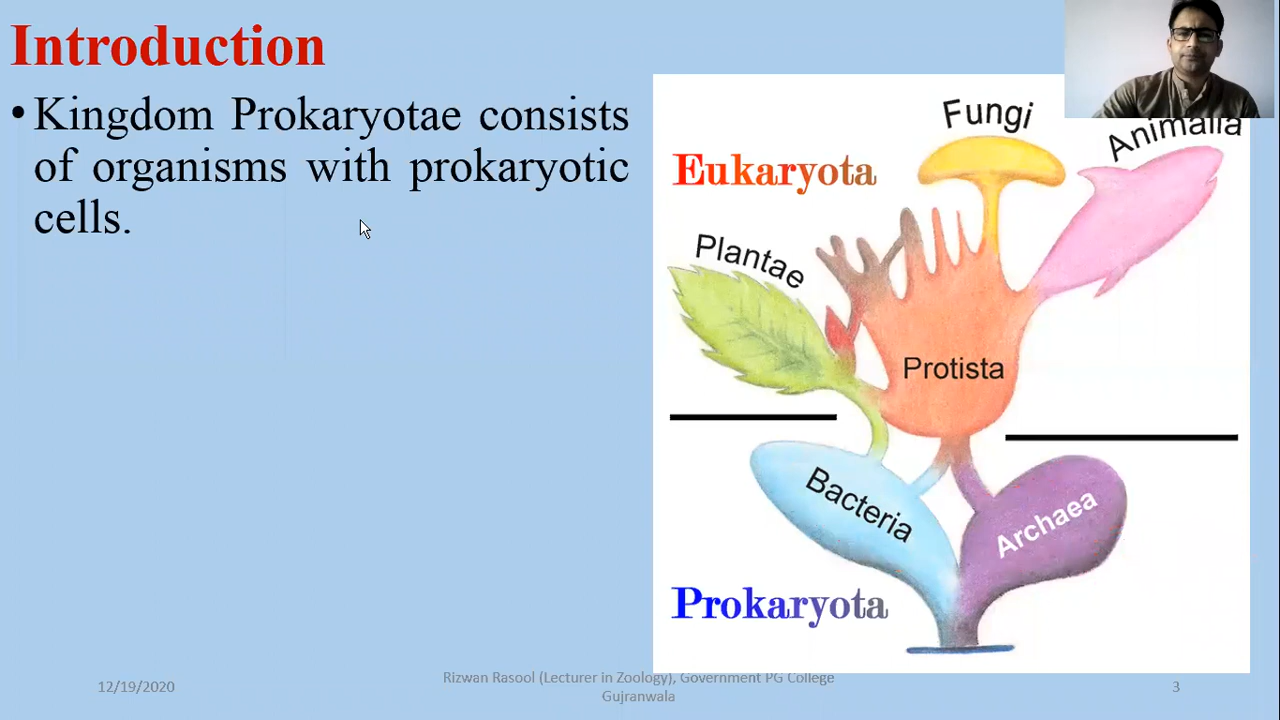 Introduction
• Kingdom Prokaryotae consists
of organisms with prokaryotic
cells.
Fungi
Animalia
Eukaryota
Plantae
Protista
Bacteria
Archaea
Prokaryota
12/19/2020
Rizwan Rasool (Lecturer in Zoology), Government PG College
Gujranwala
3